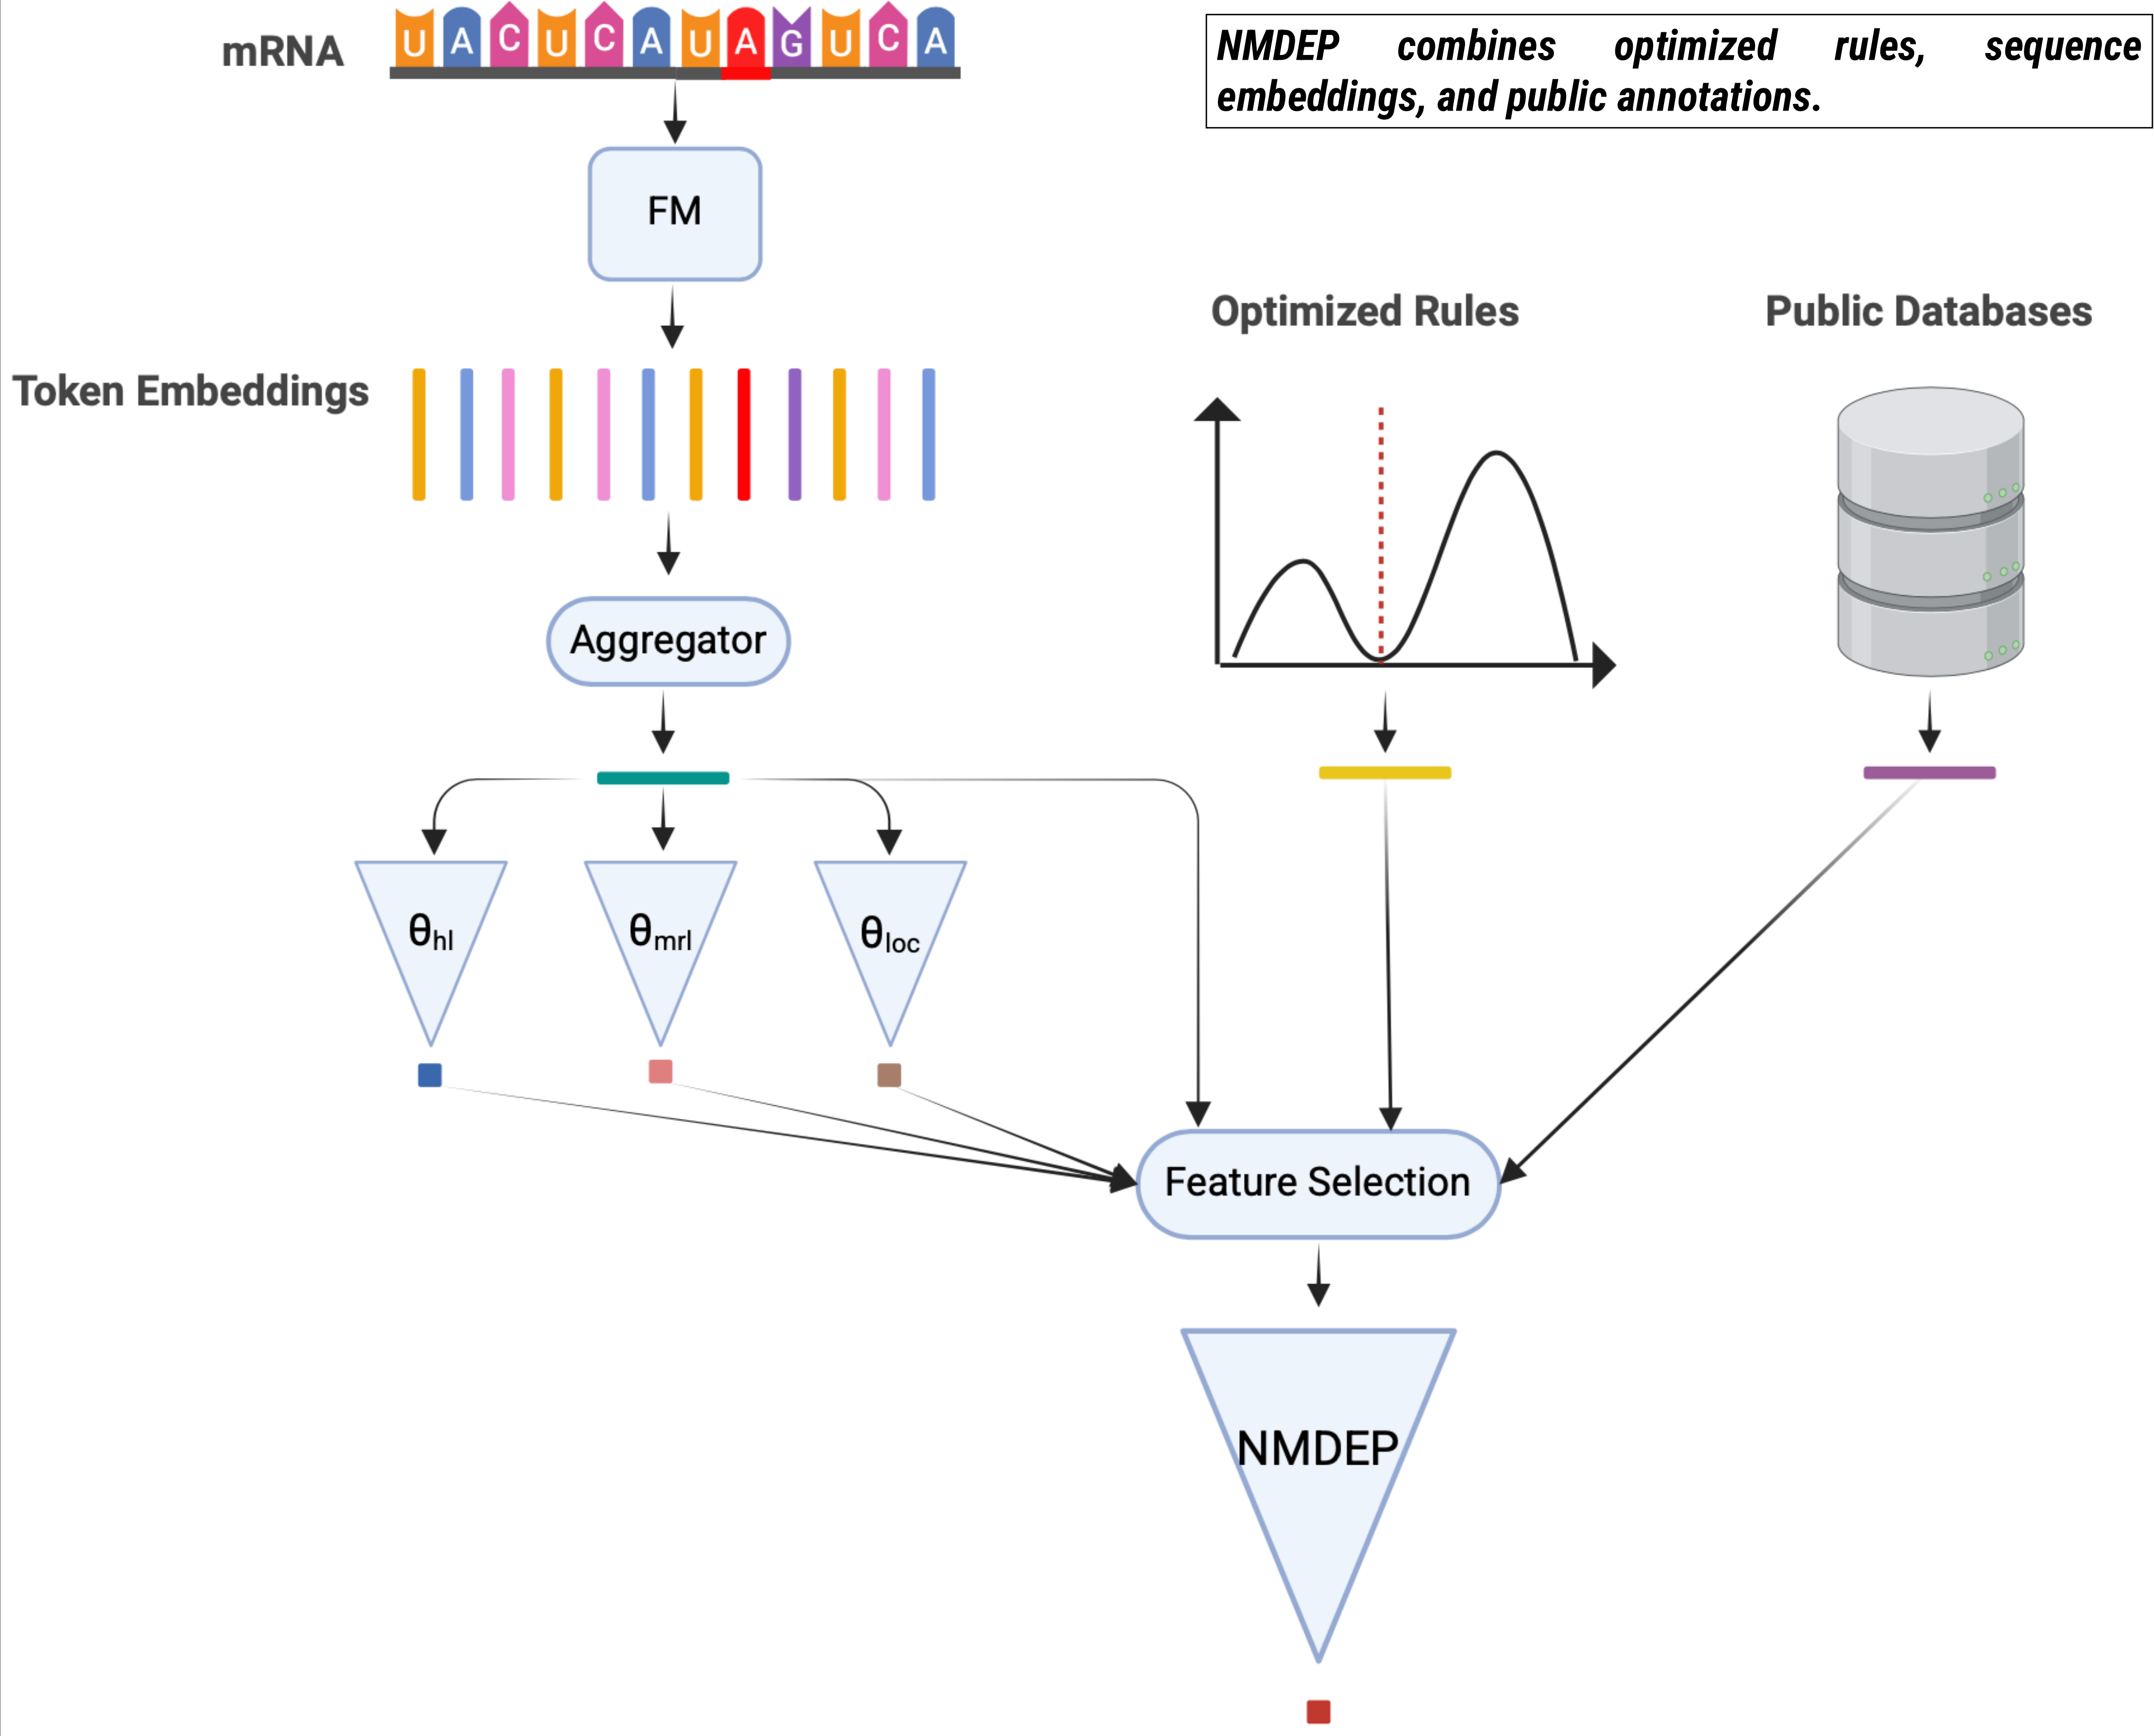 mRNA
U A C U C A U A G U C A
NMDEP combines optimized rules, sequence
embeddings, and public annotations.
FM
Optimized Rules
Public Databases
Token Embeddings
Aggregator
θhl
θmrl
θloc
Feature Selection
NMDEP